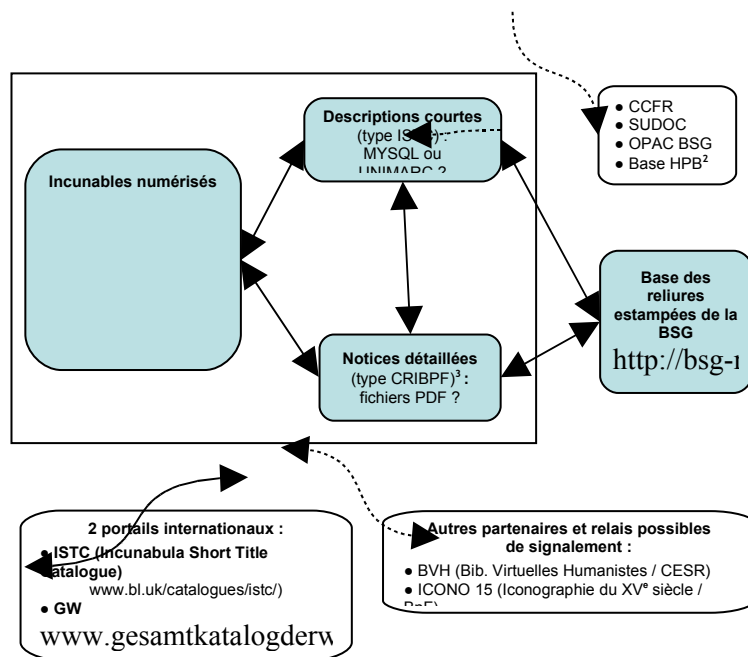 Descriptions courtes
MYSQL ou
UNIMARC ?
Incunables numérisés
● CCFR
● SUDOC
● OPAC BSG
● Base HPB²
Base des
reliures
estampées de la
BSG
http://bsg-r
Notices détaillées
(type CRIBPF)³ :
fichiers PDF ?
2 portails internationaux :
● ISTC (Incunabula Short Title
Catalogue)
www.bl.uk/catalogues/istc/)
● GW
www.gesamtkatalogderw
Autres partenaires et relais possibles
de signalement :
● BVH (Bib. Virtuelles Humanistes / CESR)
● ICONO 15 (Iconographie du XVᵉ siècle /
BnF)